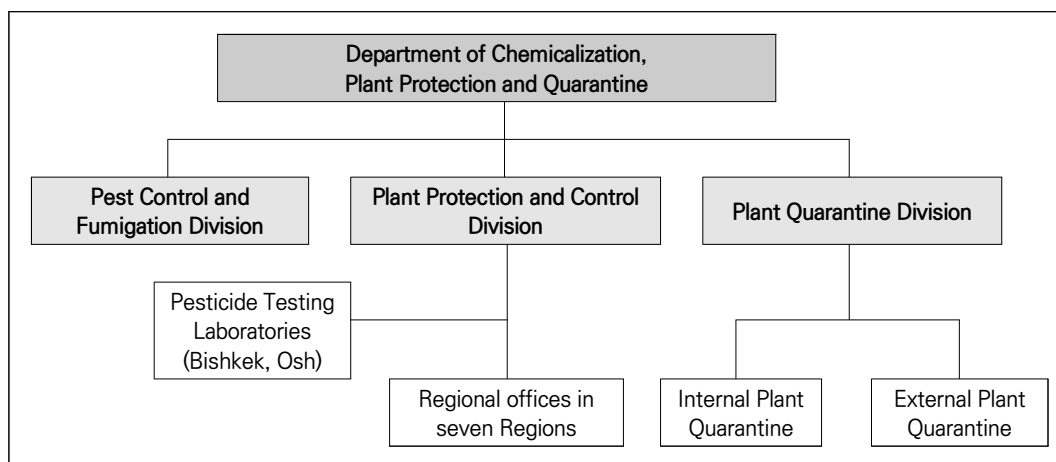 Department of Chemicalization,
Plant Protection and Quarantine
Pest Control and
Fumigation Division
Plant Protection and Control
Division
Plant Quarantine Division
Pesticide Testing
Laboratories
(Bishkek, Osh)
Regional offices in
seven Regions
Internal Plant
Quarantine
External Plant
Quarantine